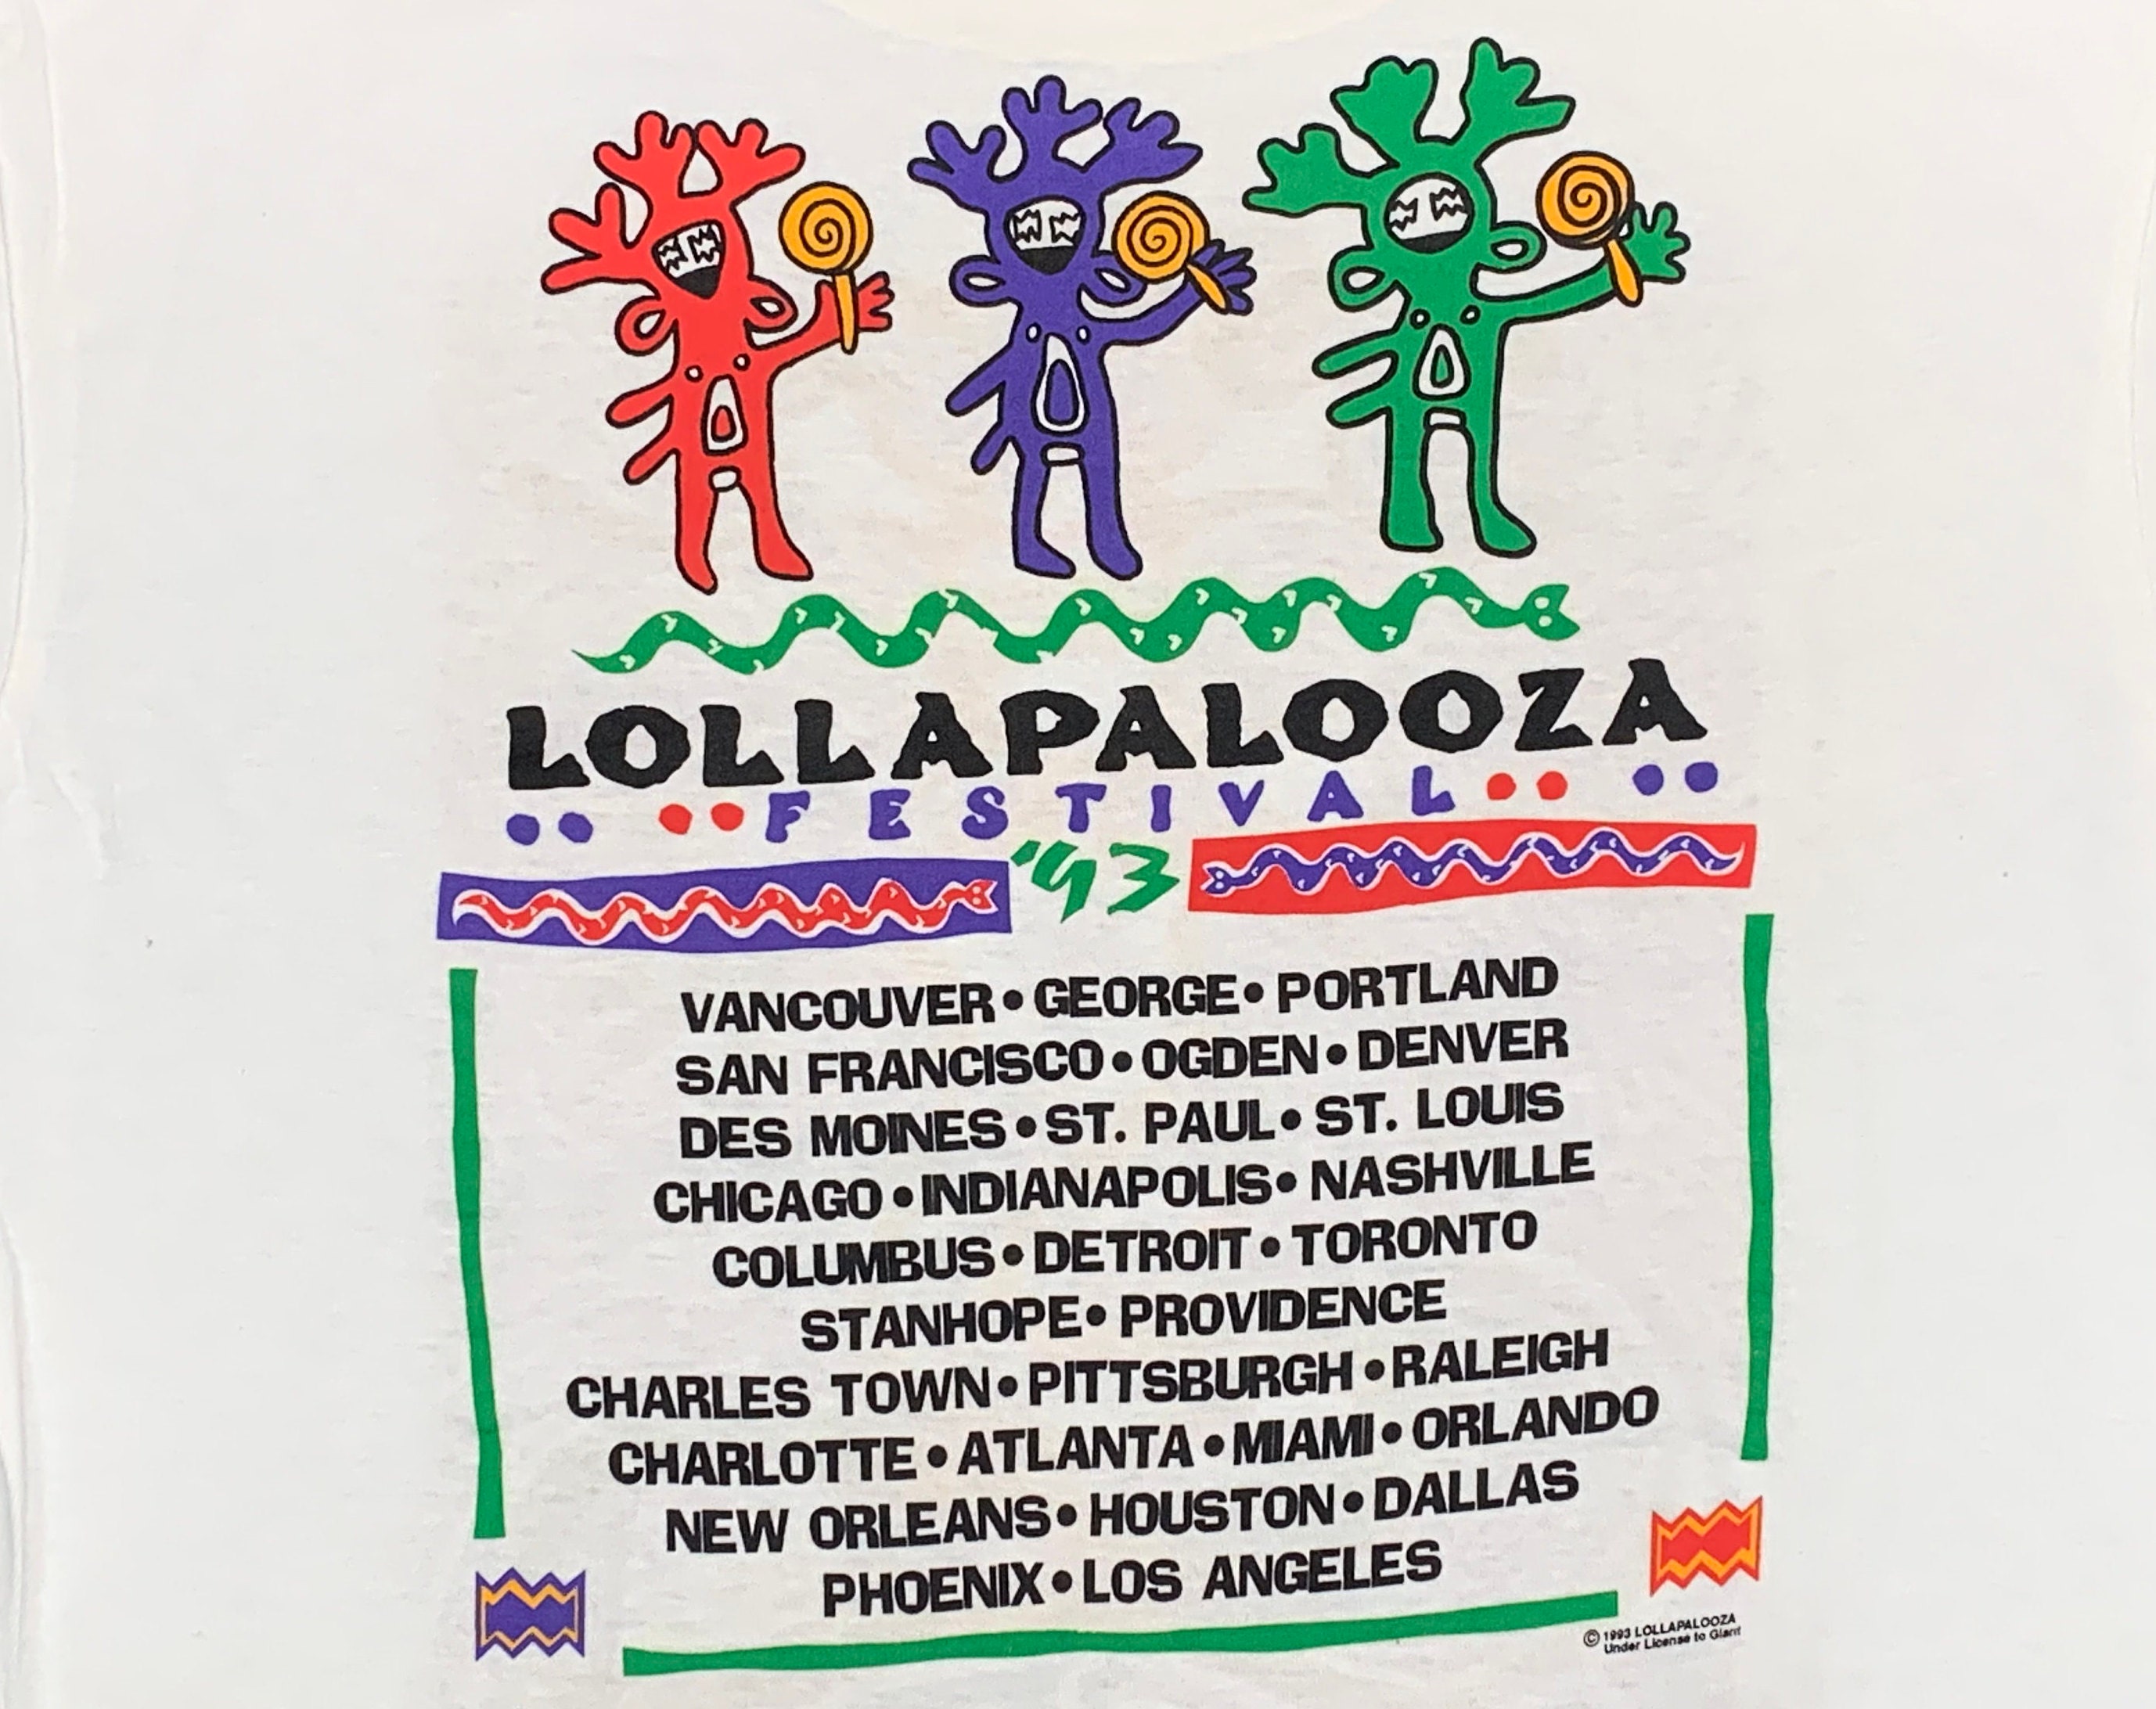 LOLLAPALOOZA
FESTIVAL
'93
VANCOUVER • GEORGE • PORTLAND
SAN FRANCISCO • OGDEN • DENVER
DES MOINES • ST. PAUL • ST. LOUIS
CHICAGO • INDIANAPOLIS • NASHVILLE
COLUMBUS • DETROIT • TORONTO
STANHOPE • PROVIDENCE
CHARLES TOWN • PITTSBURGH • RALEIGH
CHARLOTTE • ATLANTA • MIAMI • ORLANDO
NEW ORLEANS • HOUSTON • DALLAS
PHOENIX • LOS ANGELES
© 1993 LOLLAPALOOZA
Under License to Giant